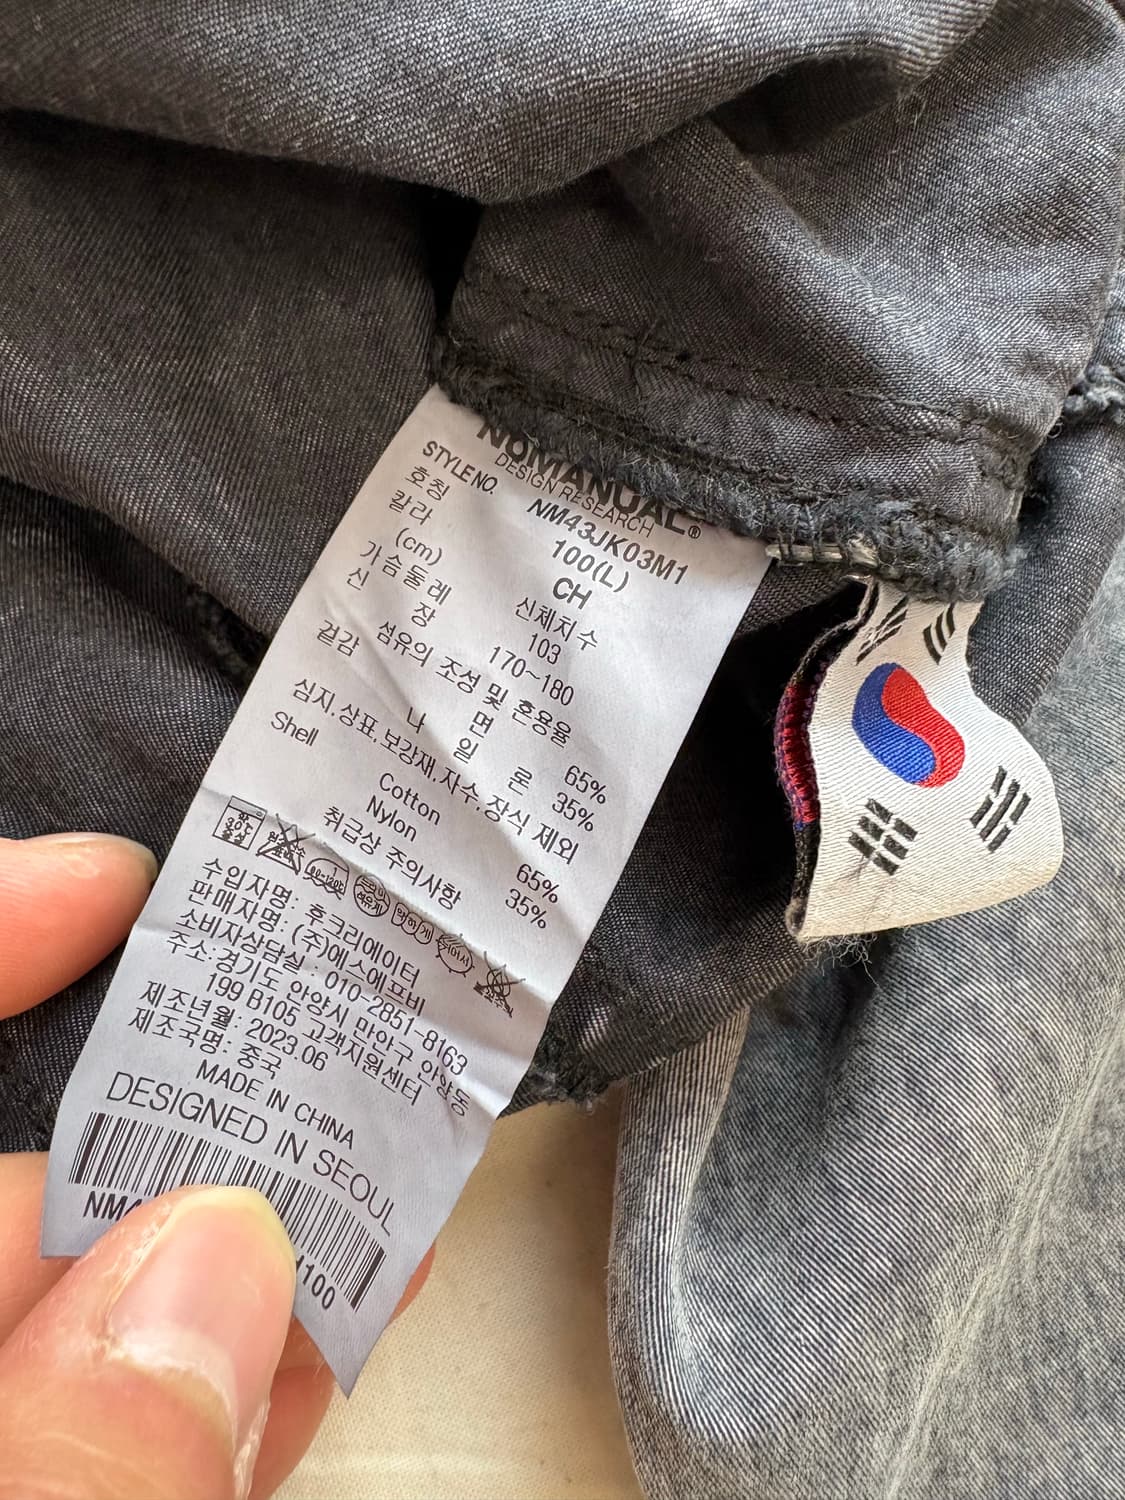 NOMANUAL®
DESIGN RESEARCH
STYLE NO. NM43JK03M1
호칭 100(L)
칼라 CH
(cm) 신체치수
가슴둘레 103
신장 170~180
섬유의 조성 및 혼용율
겉감 면 65%
나일론 35%
심지,상표,보강재,자수,장식 제외
Shell Cotton 65%
Nylon 35%
취급상 주의사항
수입자명: 후크리에이터
판매자명: (주)에스에프비
소비자상담실: 010-2851-8163
주소:경기도 안양시 만안구 안양동
199 B105 고객지원센터
제조년월: 2023.06
제조국명: 중국
MADE IN CHINA
DESIGNED IN SEOUL